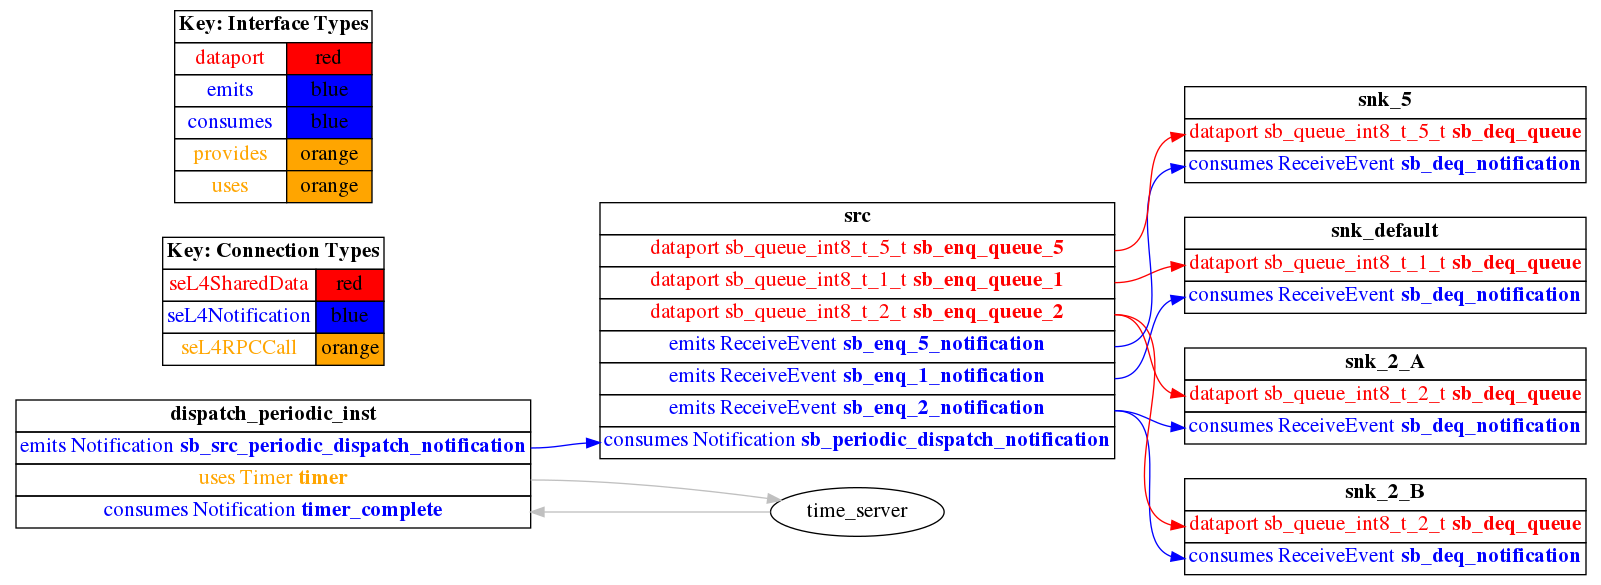 Key: Interface Types
dataport red
emits blue
consumes blue
provides orange
uses orange
Key: Connection Types
seL4SharedData red
seL4Notification blue
seL4RPCCall orange
dispatch_periodic_inst
emits Notification sb_src_periodic_dispatch_notification
uses Timer timer
consumes Notification timer_complete
src
dataport sb_queue_int8_t_5_t sb_enq_queue_5
dataport sb_queue_int8_t_1_t sb_enq_queue_1
dataport sb_queue_int8_t_2_t sb_enq_queue_2
emits ReceiveEvent sb_enq_5_notification
emits ReceiveEvent sb_enq_1_notification
emits ReceiveEvent sb_enq_2_notification
consumes Notification sb_periodic_dispatch_notification
time_server
snk_5
dataport sb_queue_int8_t_5_t sb_deq_queue
consumes ReceiveEvent sb_deq_notification
snk_default
dataport sb_queue_int8_t_1_t sb_deq_queue
consumes ReceiveEvent sb_deq_notification
snk_2_A
dataport sb_queue_int8_t_2_t sb_deq_queue
consumes ReceiveEvent sb_deq_notification
snk_2_B
dataport sb_queue_int8_t_2_t sb_deq_queue
consumes ReceiveEvent sb_deq_notification